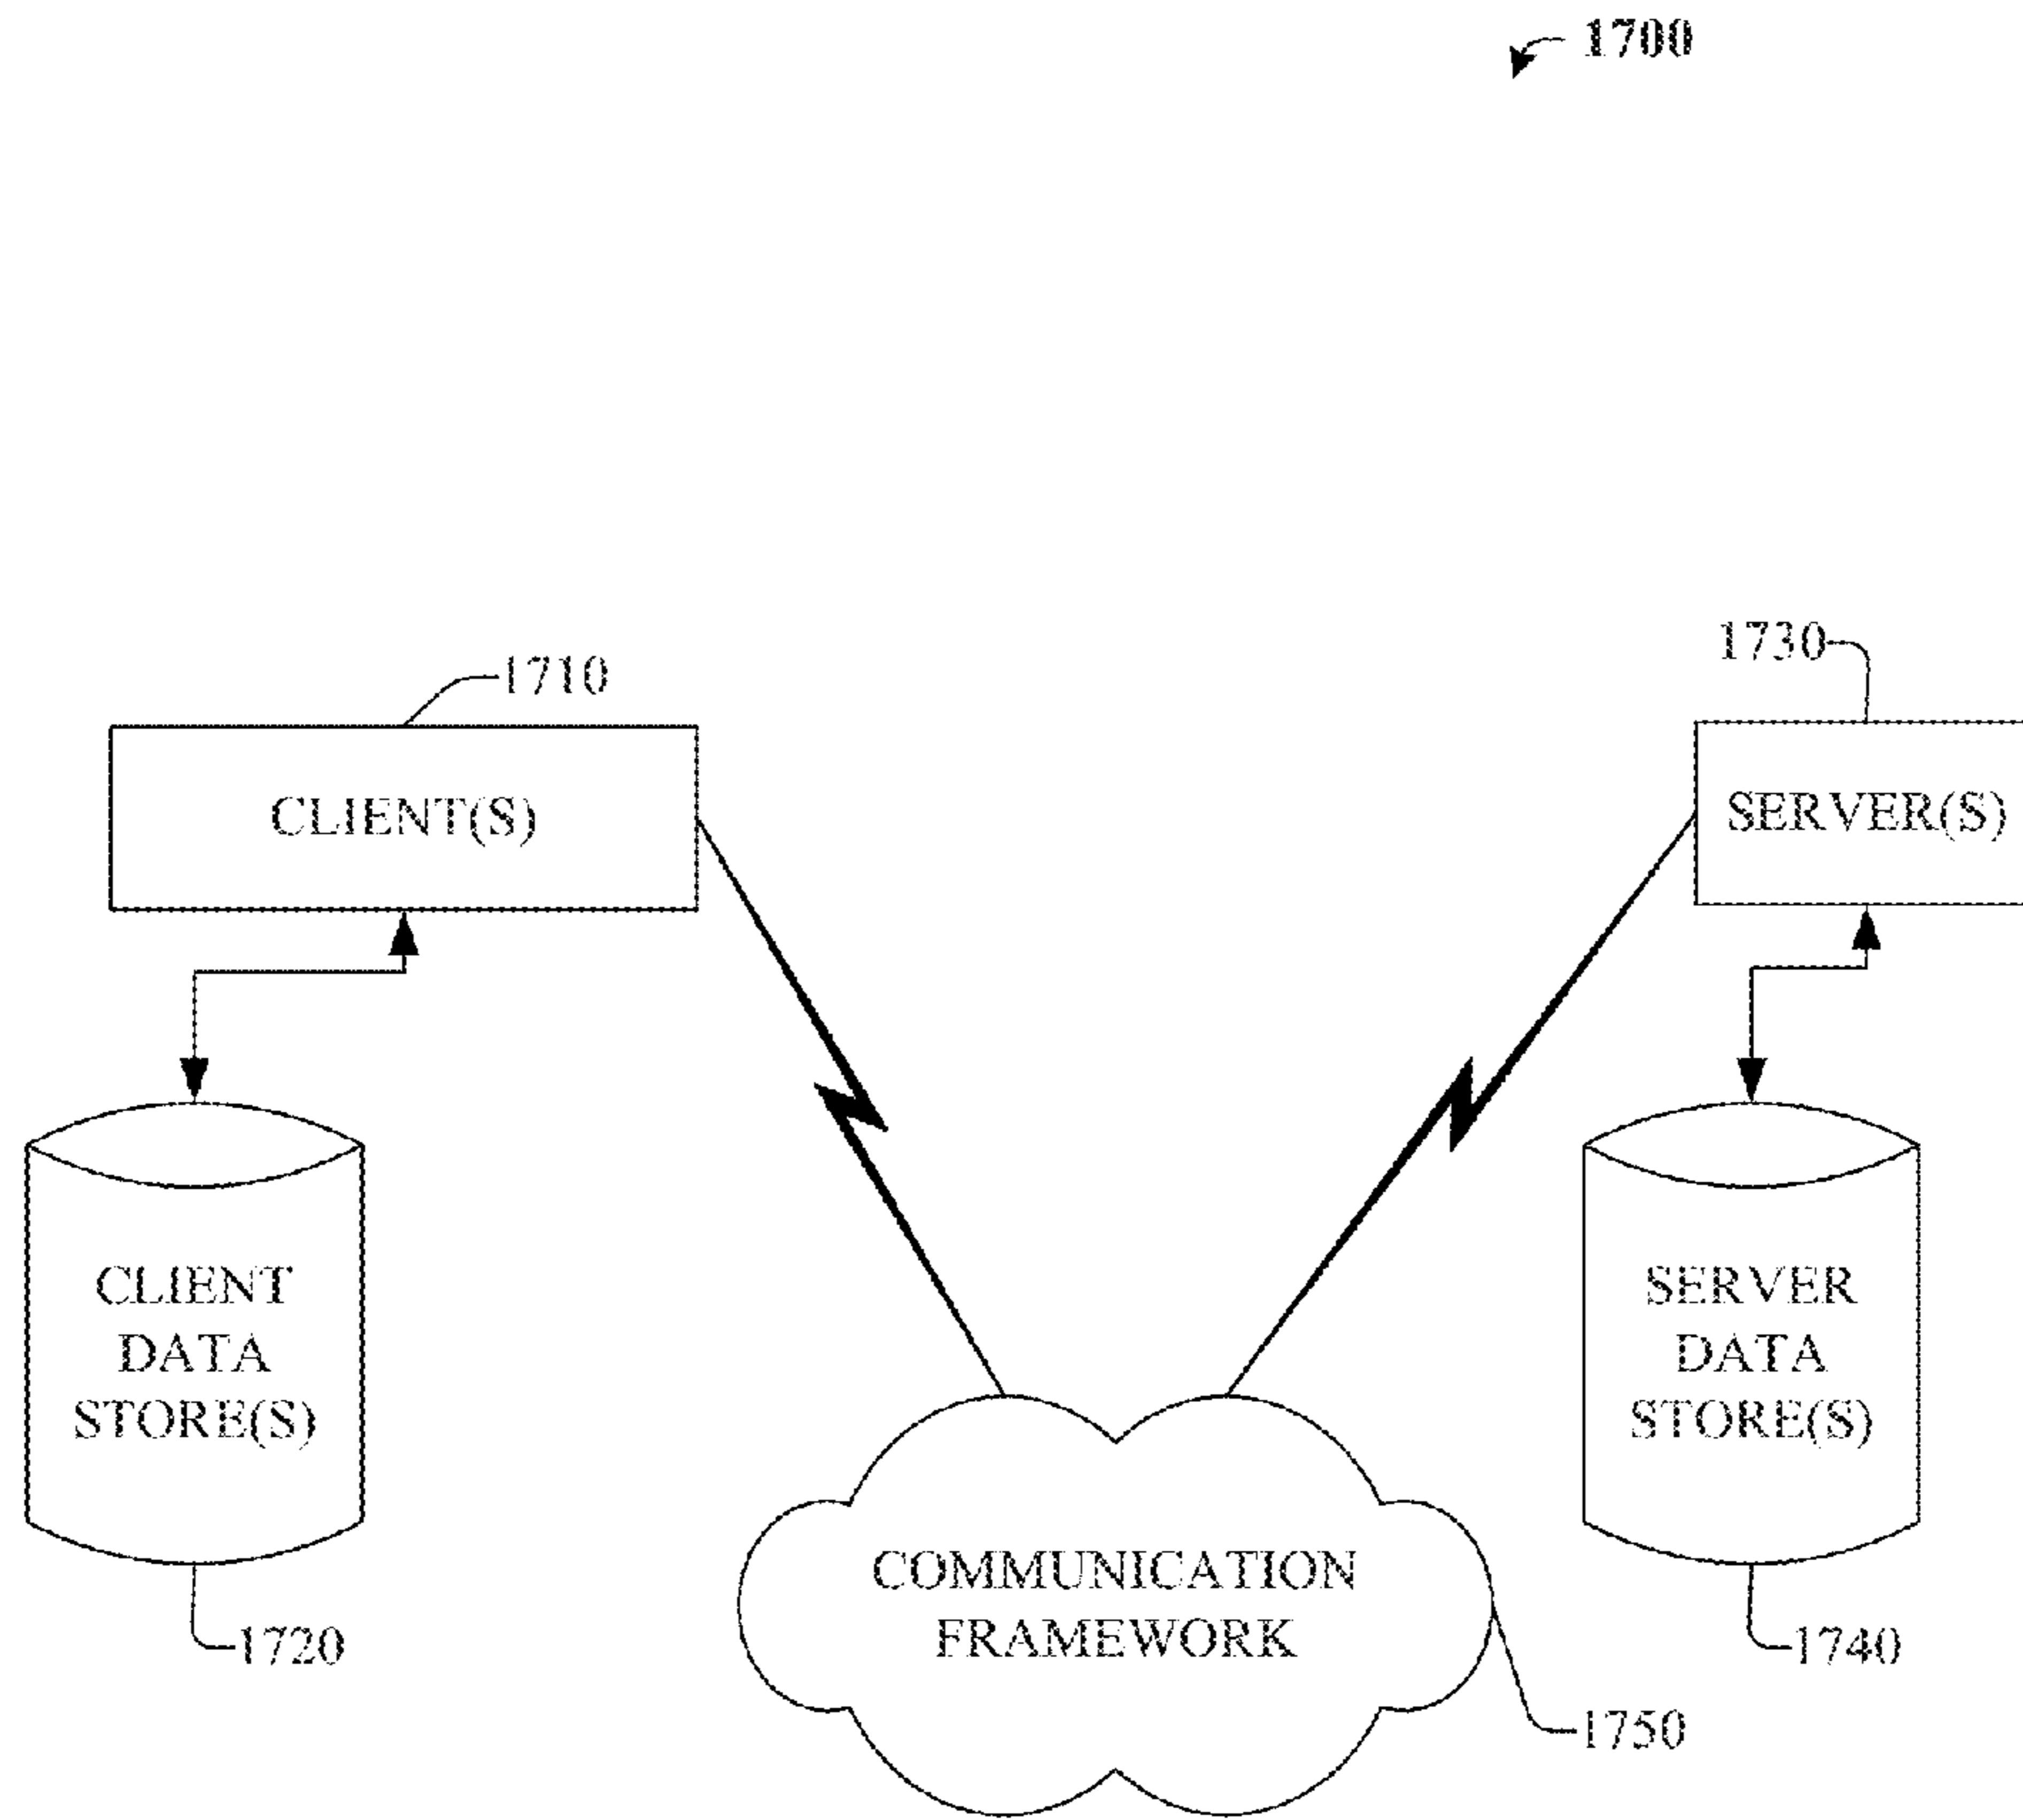 1700
1710
1730
CLIENT(S)
SERVER(S)
CLIENT
DATA
STORE(S)
SERVER
DATA
STORE(S)
COMMUNICATION
FRAMEWORK
1720
1740
1750